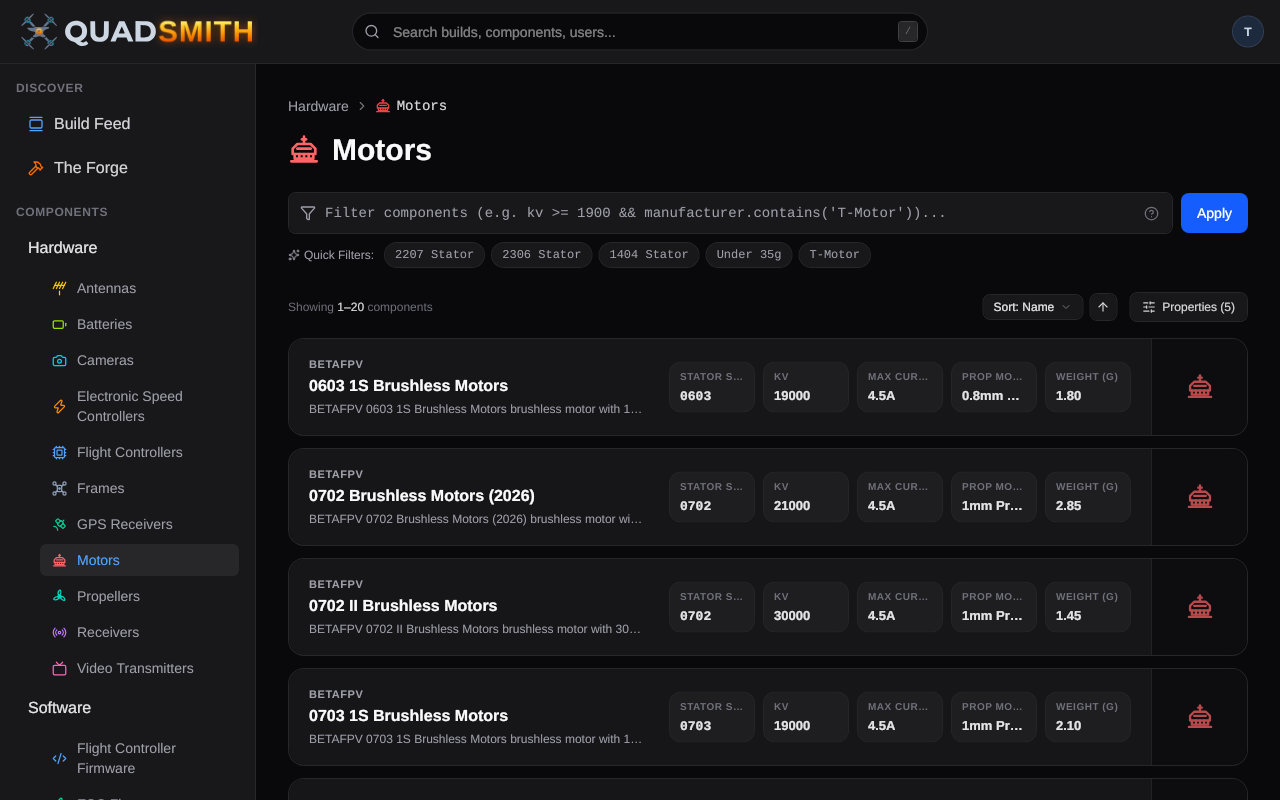 QUADSMITH
Search builds, components, users...
/
T
DISCOVER
Build Feed
The Forge
COMPONENTS
Hardware
Antennas
Batteries
Cameras
Electronic Speed
Controllers
Flight Controllers
Frames
GPS Receivers
Motors
Propellers
Receivers
Video Transmitters
Software
Flight Controller
Firmware
Hardware
Motors
Motors
Filter components (e.g. kv >= 1900 && manufacturer.contains('T-Motor'))...
Apply
Quick Filters:
2207 Stator
2306 Stator
1404 Stator
Under 35g
T-Motor
Showing 1–20 components
Sort: Name
Properties (5)
BETAFPV
0603 1S Brushless Motors
BETAFPV 0603 1S Brushless Motors brushless motor with 1…
STATOR S…
0603
KV
19000
MAX CUR…
4.5A
PROP MO…
0.8mm …
WEIGHT (G)
1.80
BETAFPV
0702 Brushless Motors (2026)
BETAFPV 0702 Brushless Motors (2026) brushless motor wi…
STATOR S…
0702
KV
21000
MAX CUR…
4.5A
PROP MO…
1mm Pr…
WEIGHT (G)
2.85
BETAFPV
0702 II Brushless Motors
BETAFPV 0702 II Brushless Motors brushless motor with 30…
STATOR S…
0702
KV
30000
MAX CUR…
4.5A
PROP MO…
1mm Pr…
WEIGHT (G)
1.45
BETAFPV
0703 1S Brushless Motors
BETAFPV 0703 1S Brushless Motors brushless motor with 1…
STATOR S…
0703
KV
19000
MAX CUR…
4.5A
PROP MO…
1mm Pr…
WEIGHT (G)
2.10